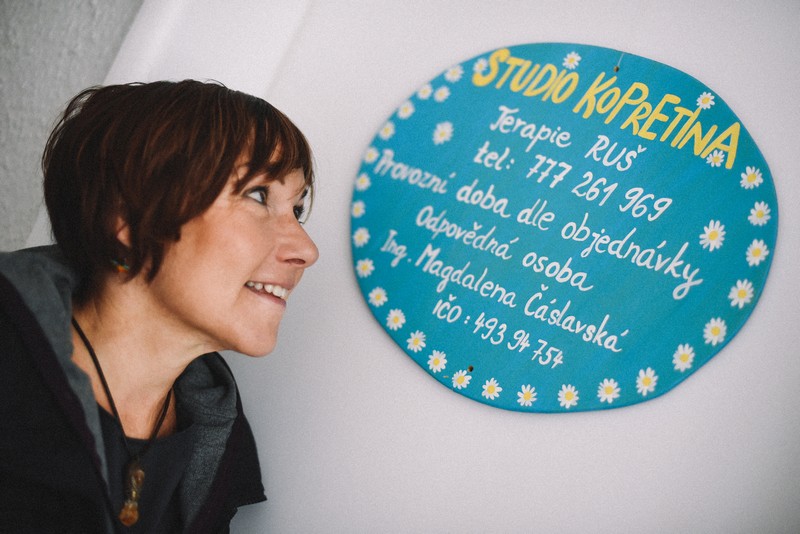 STUDIO KOPRETINA
Terapie RUŠ
tel: 777 261 969
Provozní doba dle objednávky
Odpovědná osoba
Ing. Magdalena Čáslavská
IČO: 493 94 754